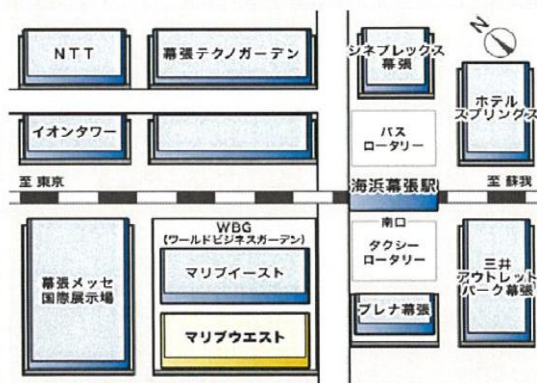 NTT
幕張テクノガーデン
シネプレックス
幕張
N
ホテル
スプリングス
イオンタワー
バス
ロータリー
至 東京
海浜幕張駅
至 蘇我
WBG
(ワールドビジネスガーデン)
南口
タクシー
ロータリー
マリブイースト
幕張メッセ
国際展示場
三井
アウトレット
パーク幕張
プレナ幕張
マリブウエスト